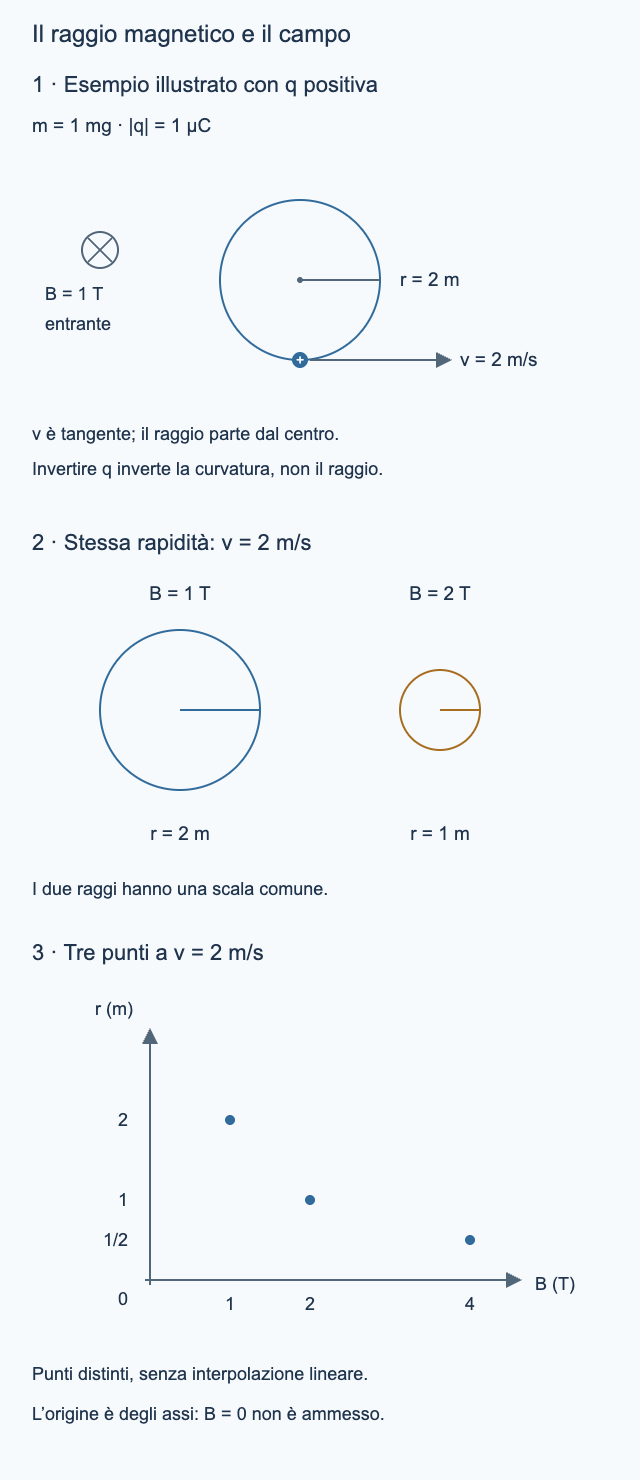 Il raggio magnetico e il campo
1 · Esempio illustrato con q positiva
m = 1 mg · |q| = 1 µC
B = 1 T
entrante
r = 2 m
+
v = 2 m/s
v è tangente; il raggio parte dal centro.
Invertire q inverte la curvatura, non il raggio.
2 · Stessa rapidità: v = 2 m/s
B = 1 T
B = 2 T
r = 2 m
r = 1 m
I due raggi hanno una scala comune.
3 · Tre punti a v = 2 m/s
r (m)
2
1
1/2
0
1
2
4
B (T)
Punti distinti, senza interpolazione lineare.
L’origine è degli assi: B = 0 non è ammesso.